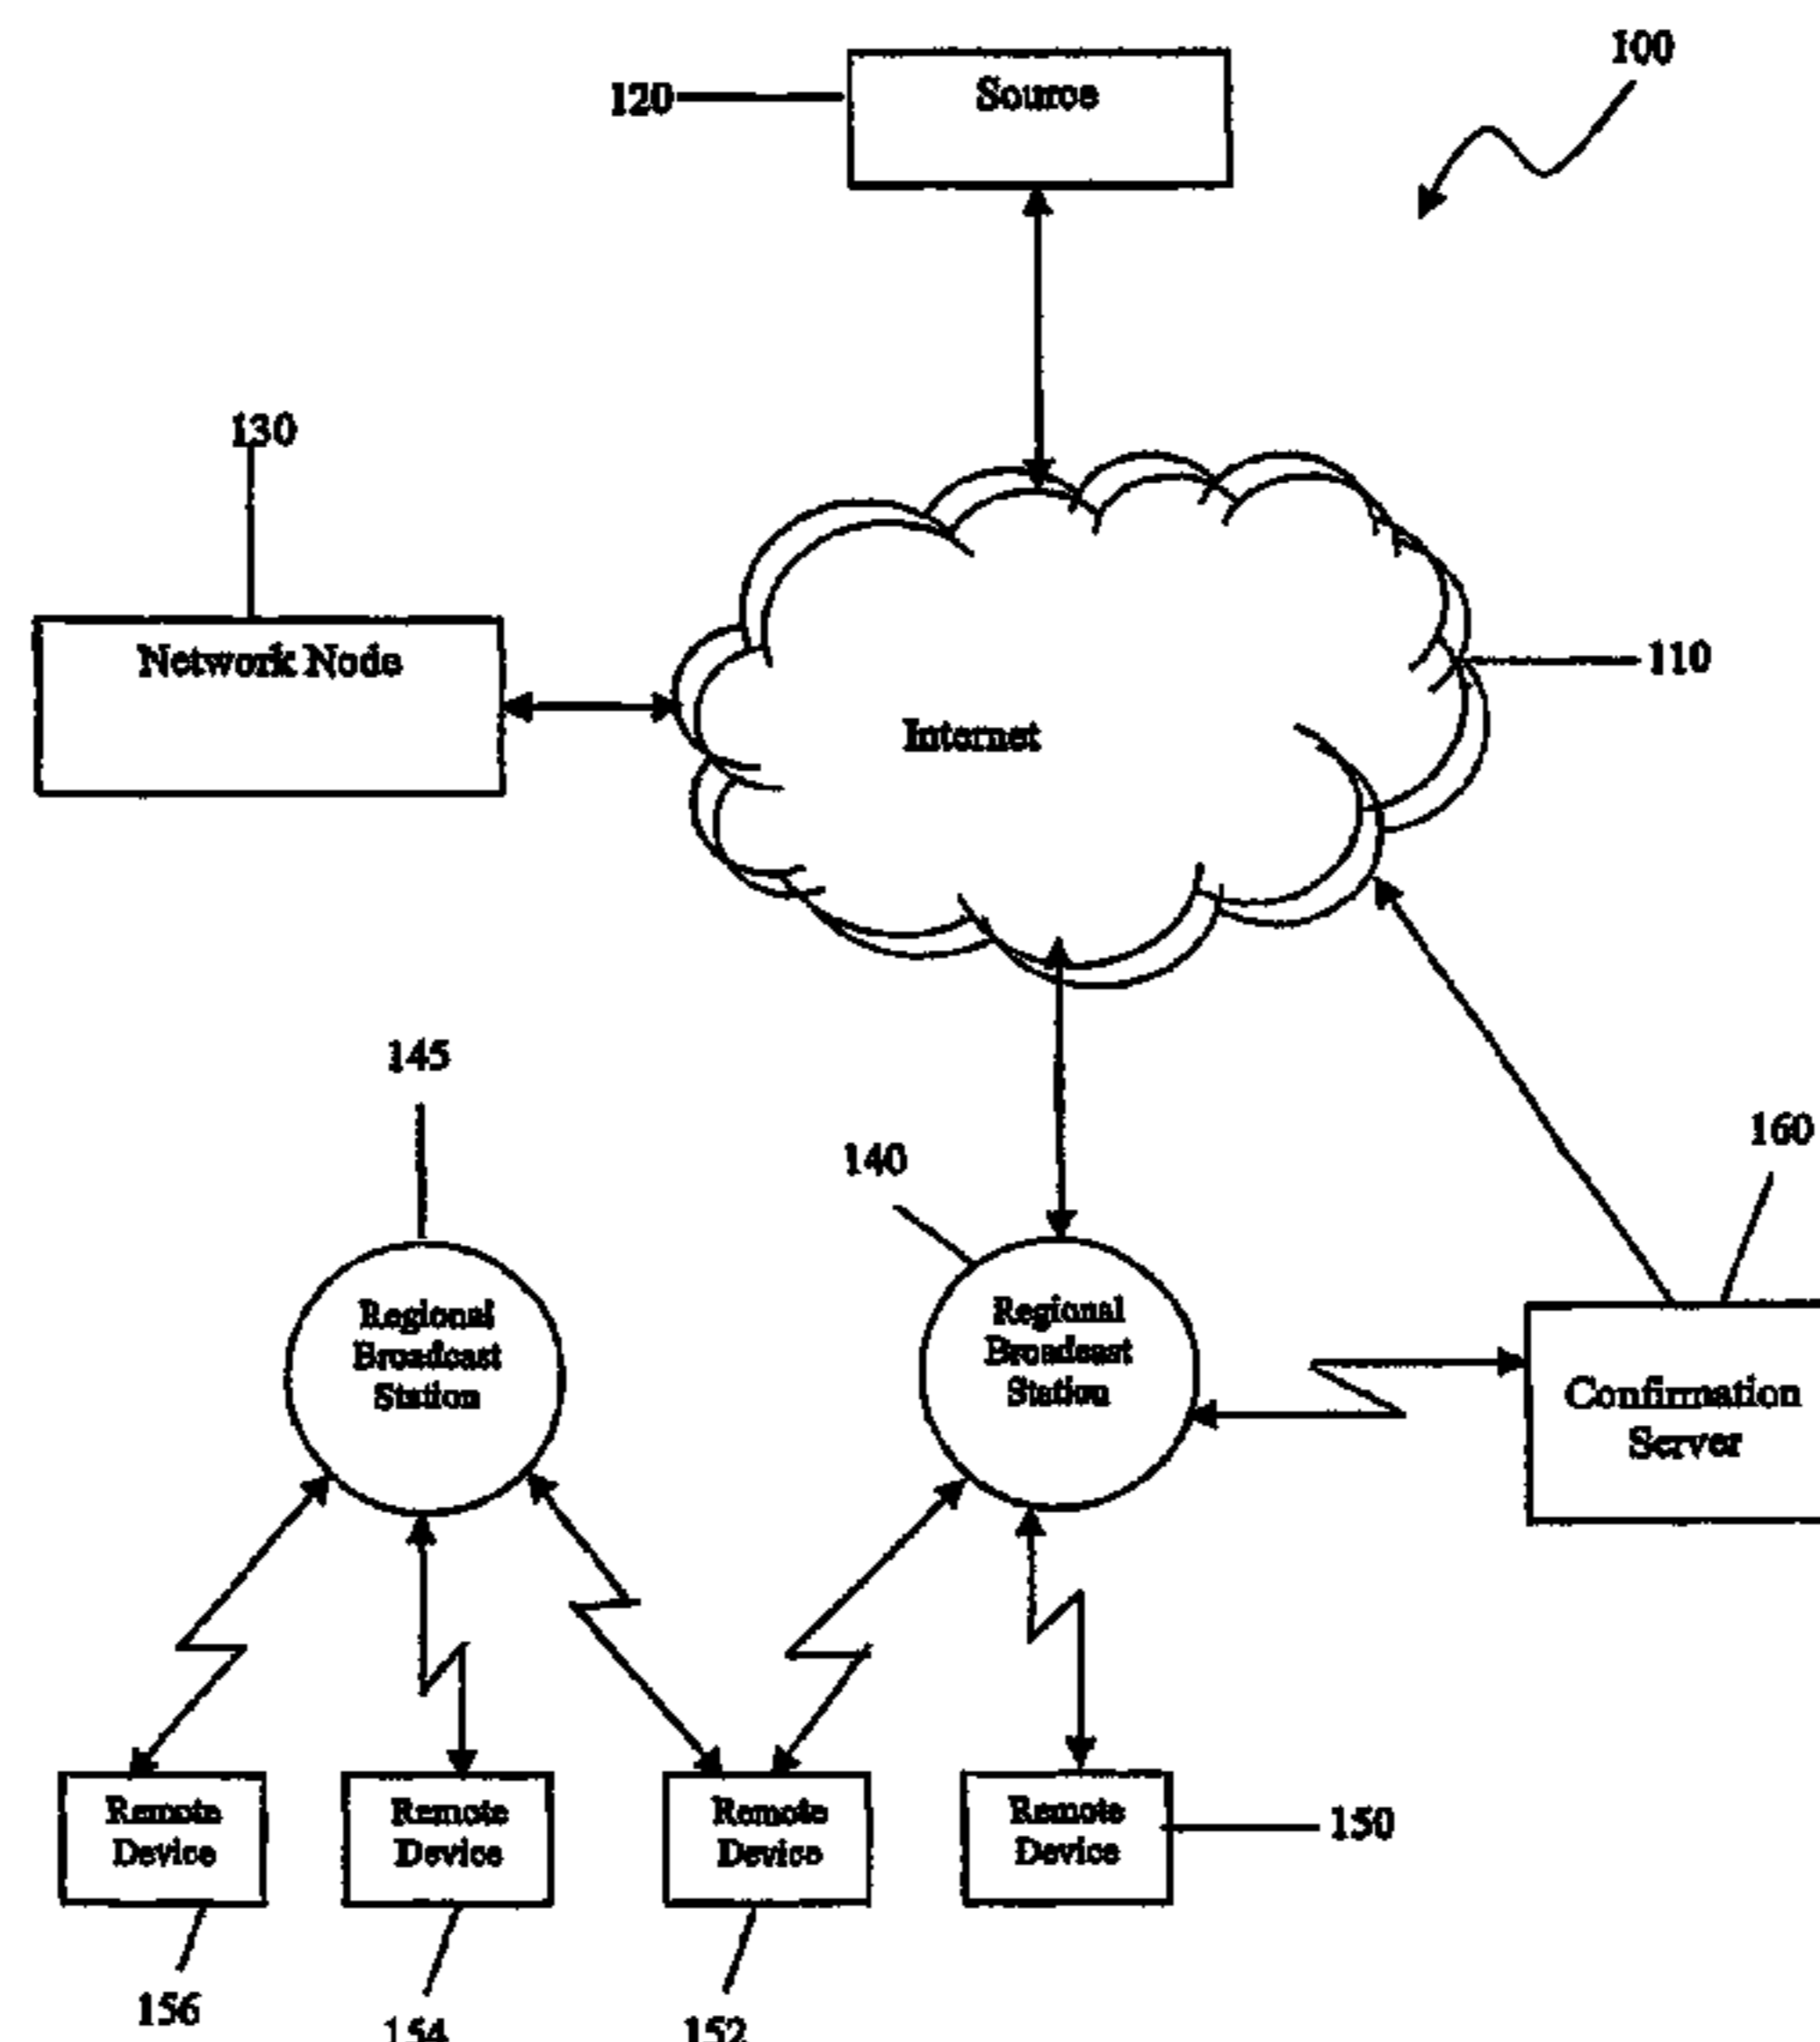 100
120
Source
130
Network Node
110
Internet
145
140
160
Regional
Broadcast
Station
Regional
Broadcast
Station
Confirmation
Server
Remote
Device
Remote
Device
Remote
Device
Remote
Device
150
156
154
152